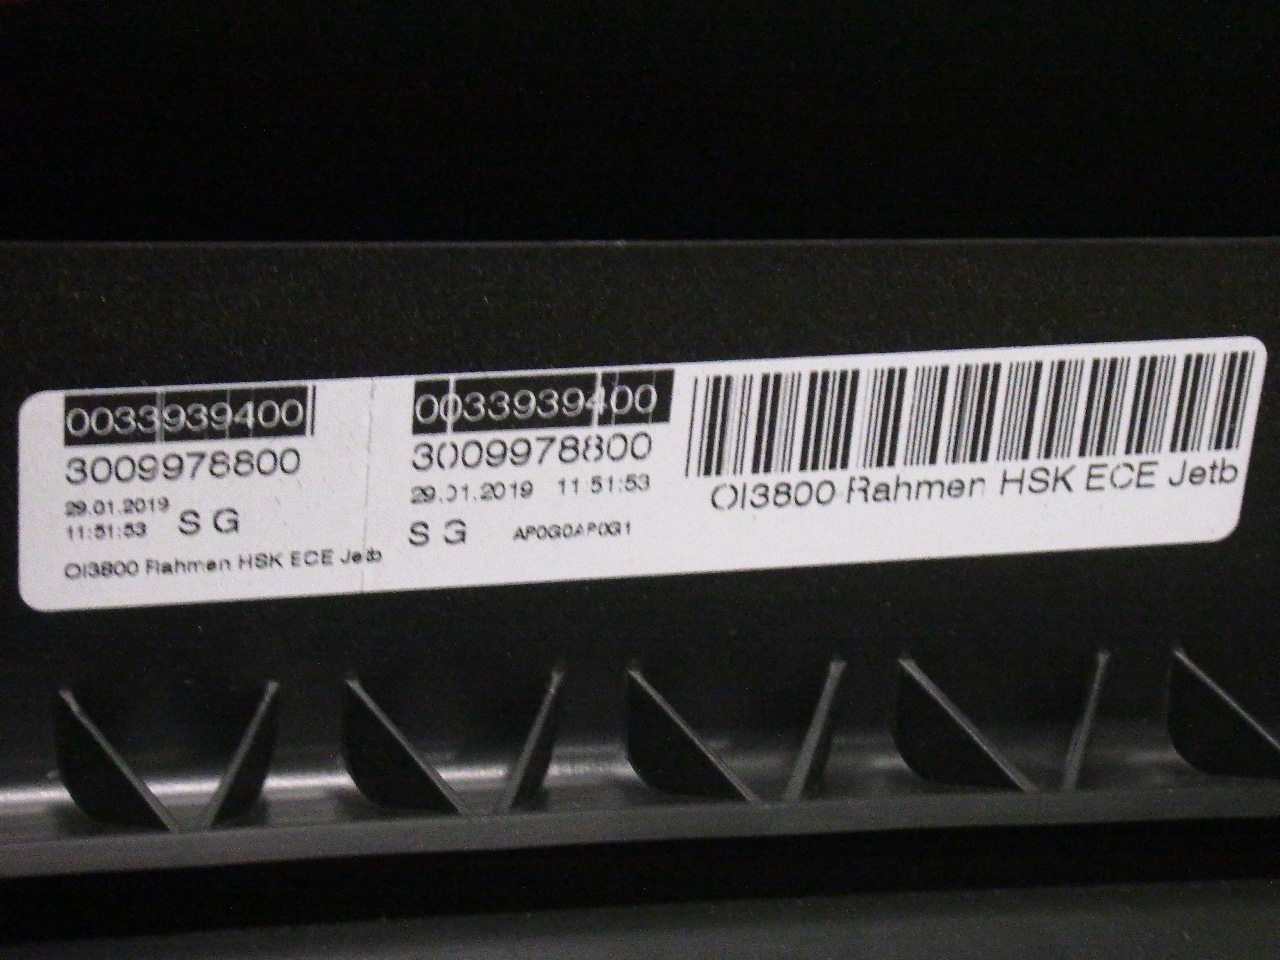 0033939400
3009978800
29.01.2019
11:51:53 S G
OI3800 Rahmen HSK ECE Jetb
0033939400
3009978800
29.01.2019 11:51:53
S G AP0G0AP0G1
OI3800 Rahmen HSK ECE Jetb